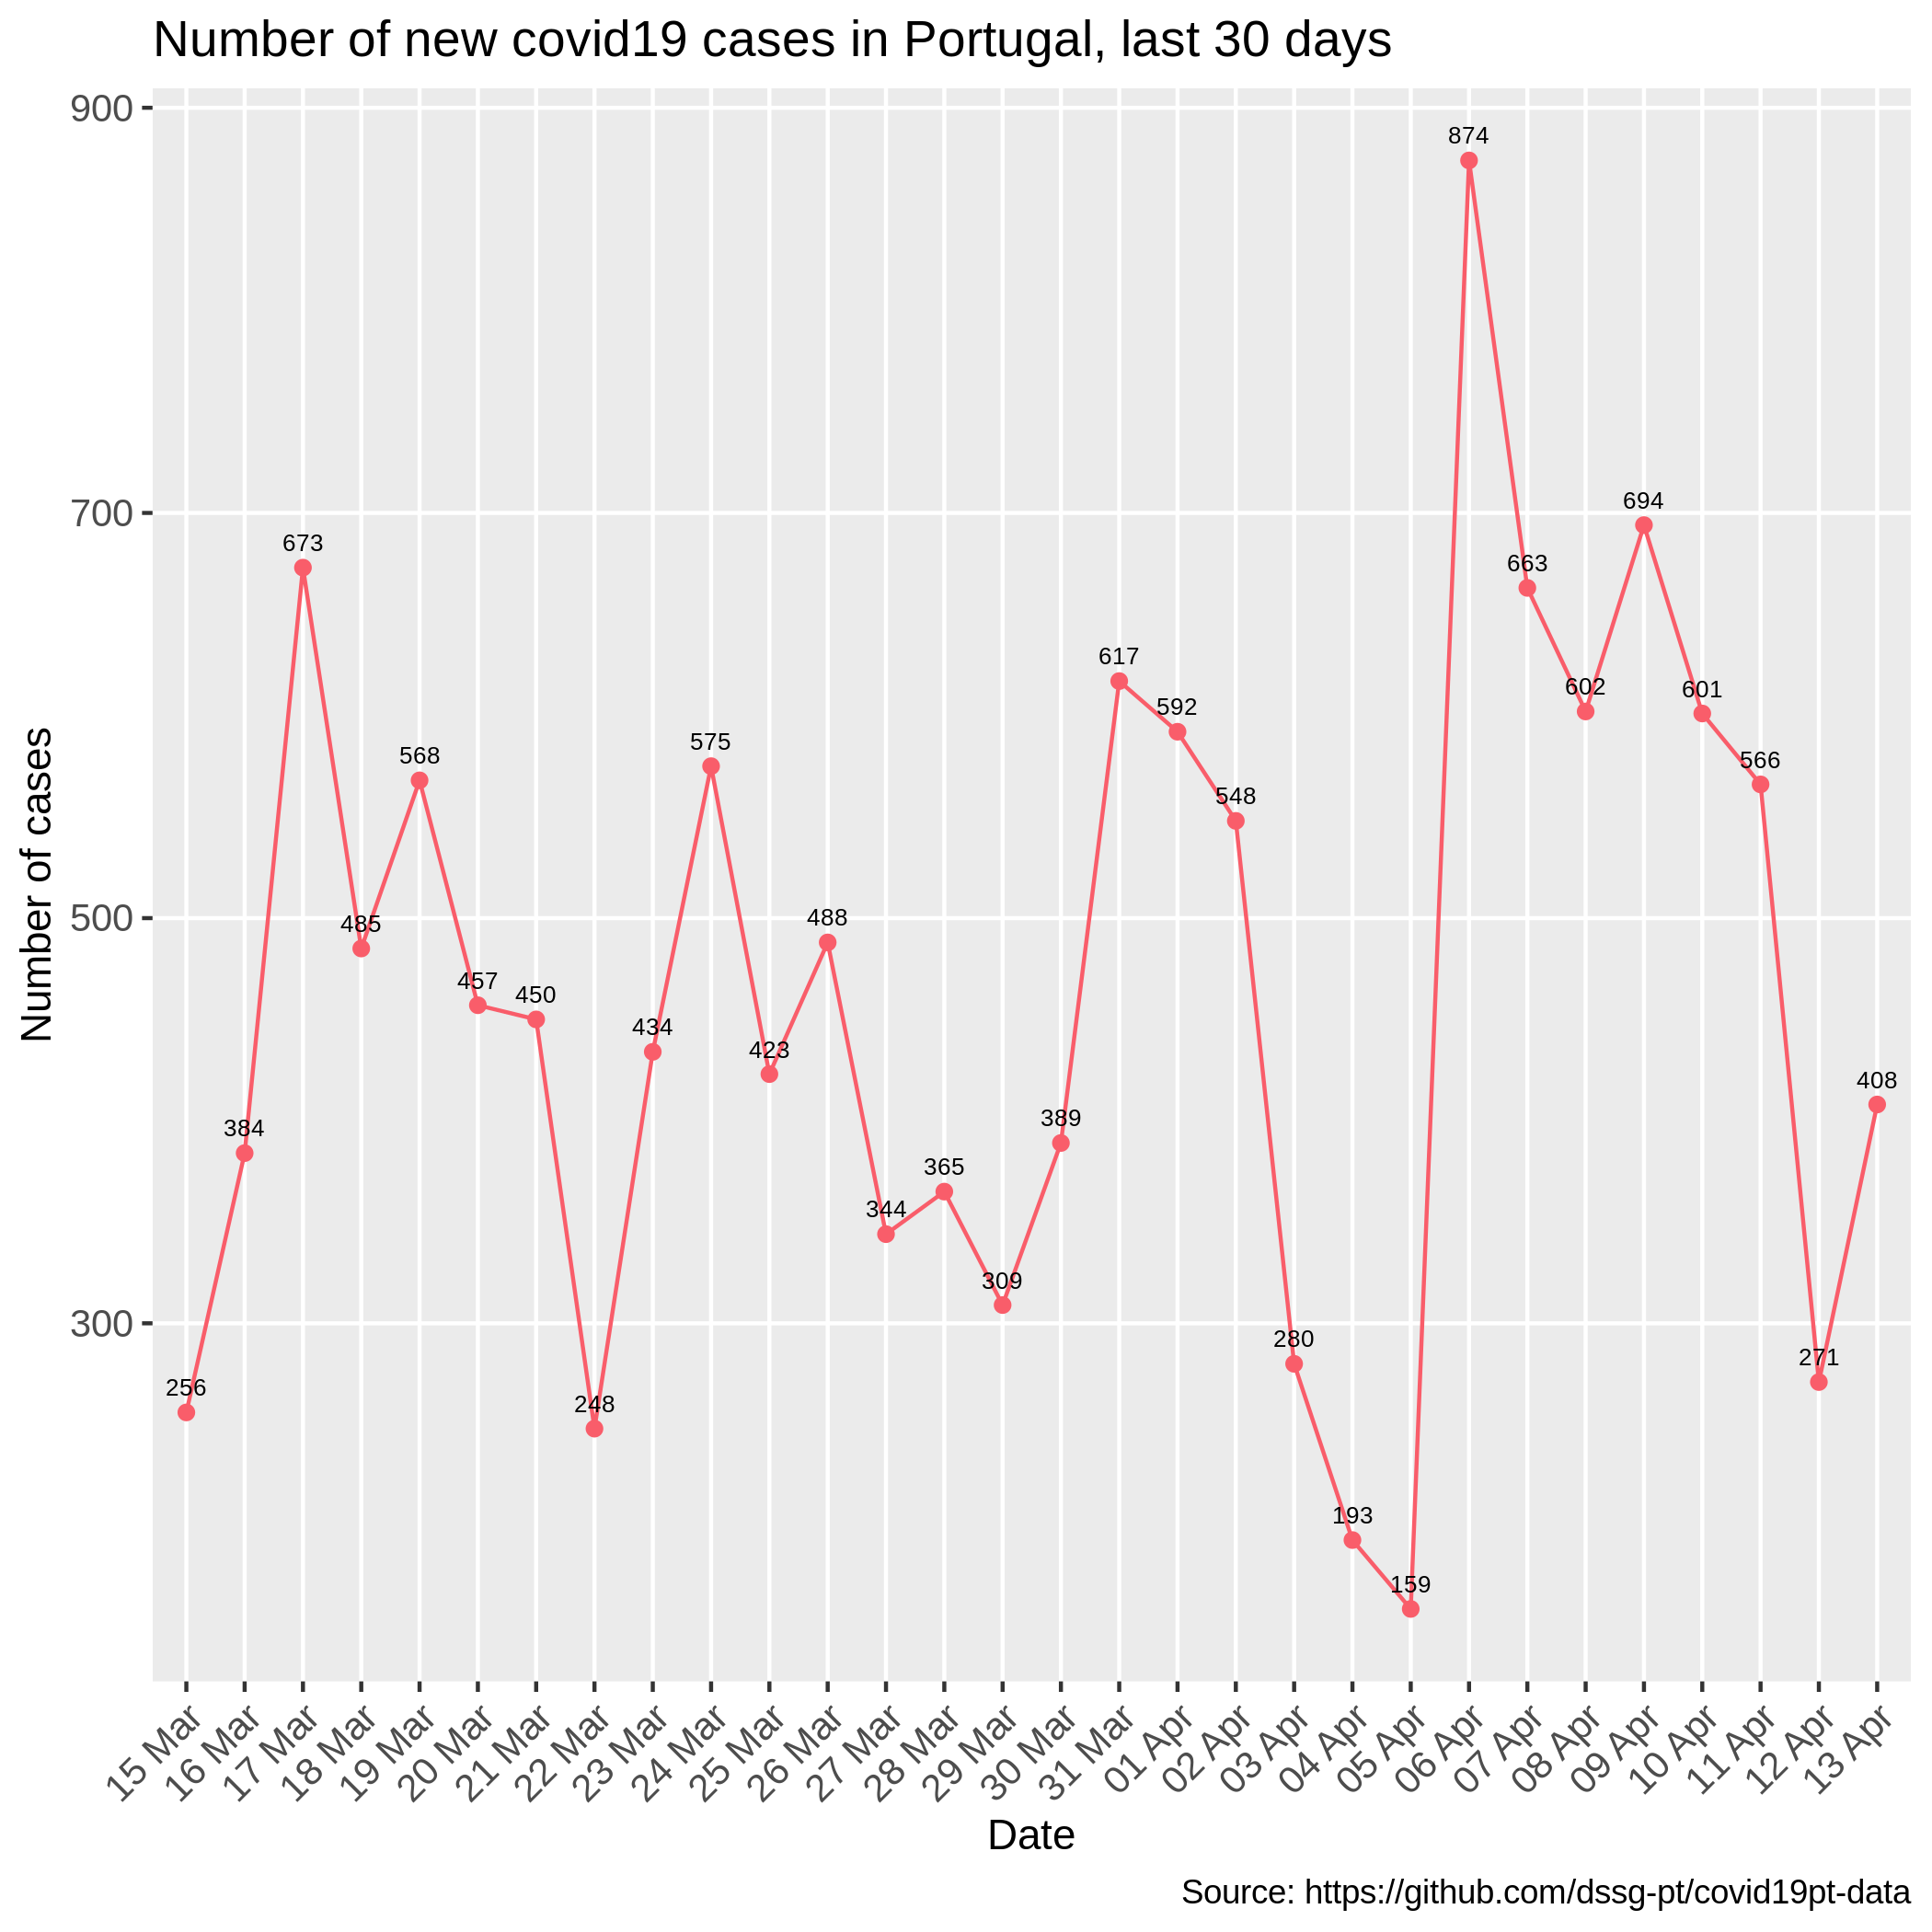 Number of new covid19 cases in Portugal, last 30 days
Number of cases
900
700
500
300
256
384
673
485
568
457
450
248
434
575
423
488
344
365
309
389
617
592
548
280
193
159
874
663
602
694
601
566
271
408
15 Mar
16 Mar
17 Mar
18 Mar
19 Mar
20 Mar
21 Mar
22 Mar
23 Mar
24 Mar
25 Mar
26 Mar
27 Mar
28 Mar
29 Mar
30 Mar
31 Mar
01 Apr
02 Apr
03 Apr
04 Apr
05 Apr
06 Apr
07 Apr
08 Apr
09 Apr
10 Apr
11 Apr
12 Apr
13 Apr
Date
Source: https://github.com/dssg-pt/covid19pt-data